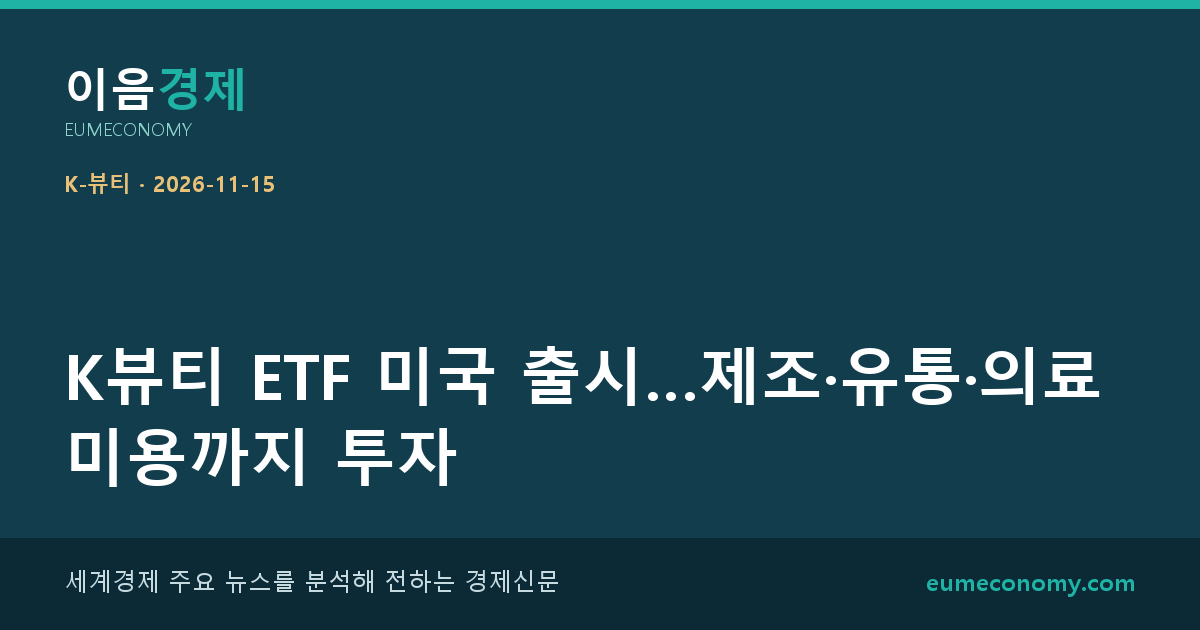 이음경제
EUMECONOMY
K-뷰티 · 2026-11-15
K뷰티 ETF 미국 출시...제조·유통·의료
미용까지 투자
세계경제 주요 뉴스를 분석해 전하는 경제신문
eumeconomy.com